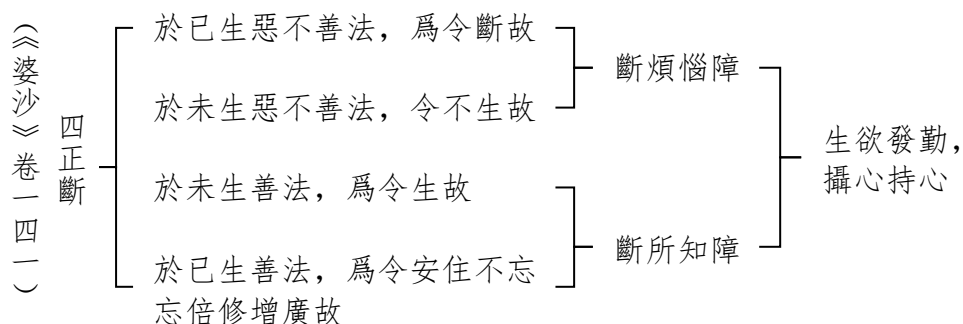 （《婆沙》卷一四一）
四正斷
於已生惡不善法，爲令斷故
於未生惡不善法，令不生故
於未生善法，爲令生故
於已生善法，爲令安住不忘
忘倍修增廣故
斷煩惱障
斷所知障
生欲發勤，
攝心持心